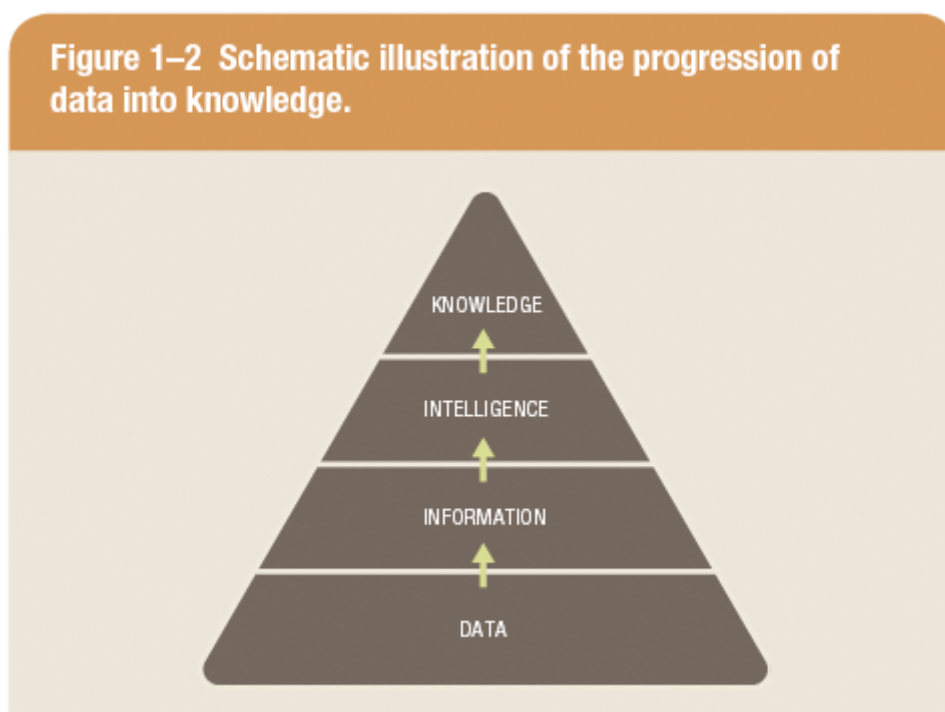 Figure 1–2 Schematic illustration of the progression of
data into knowledge.
KNOWLEDGE
INTELLIGENCE
INFORMATION
DATA